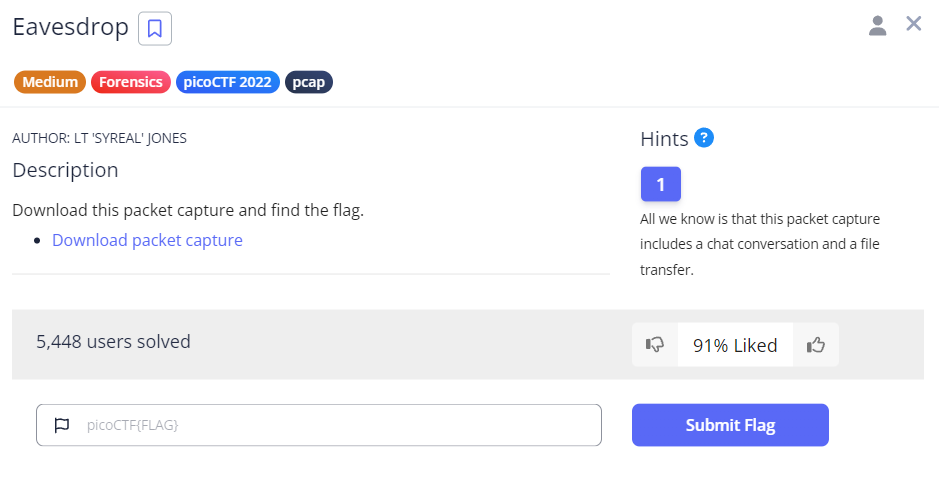 Eavesdrop
Medium Forensics picoCTF 2022 pcap
AUTHOR: LT 'SYREAL' JONES
Description
Download this packet capture and find the flag.
Download packet capture
Hints ?
1
All we know is that this packet capture
includes a chat conversation and a file
transfer.
5,448 users solved
91% Liked
picoCTF{FLAG}
Submit Flag